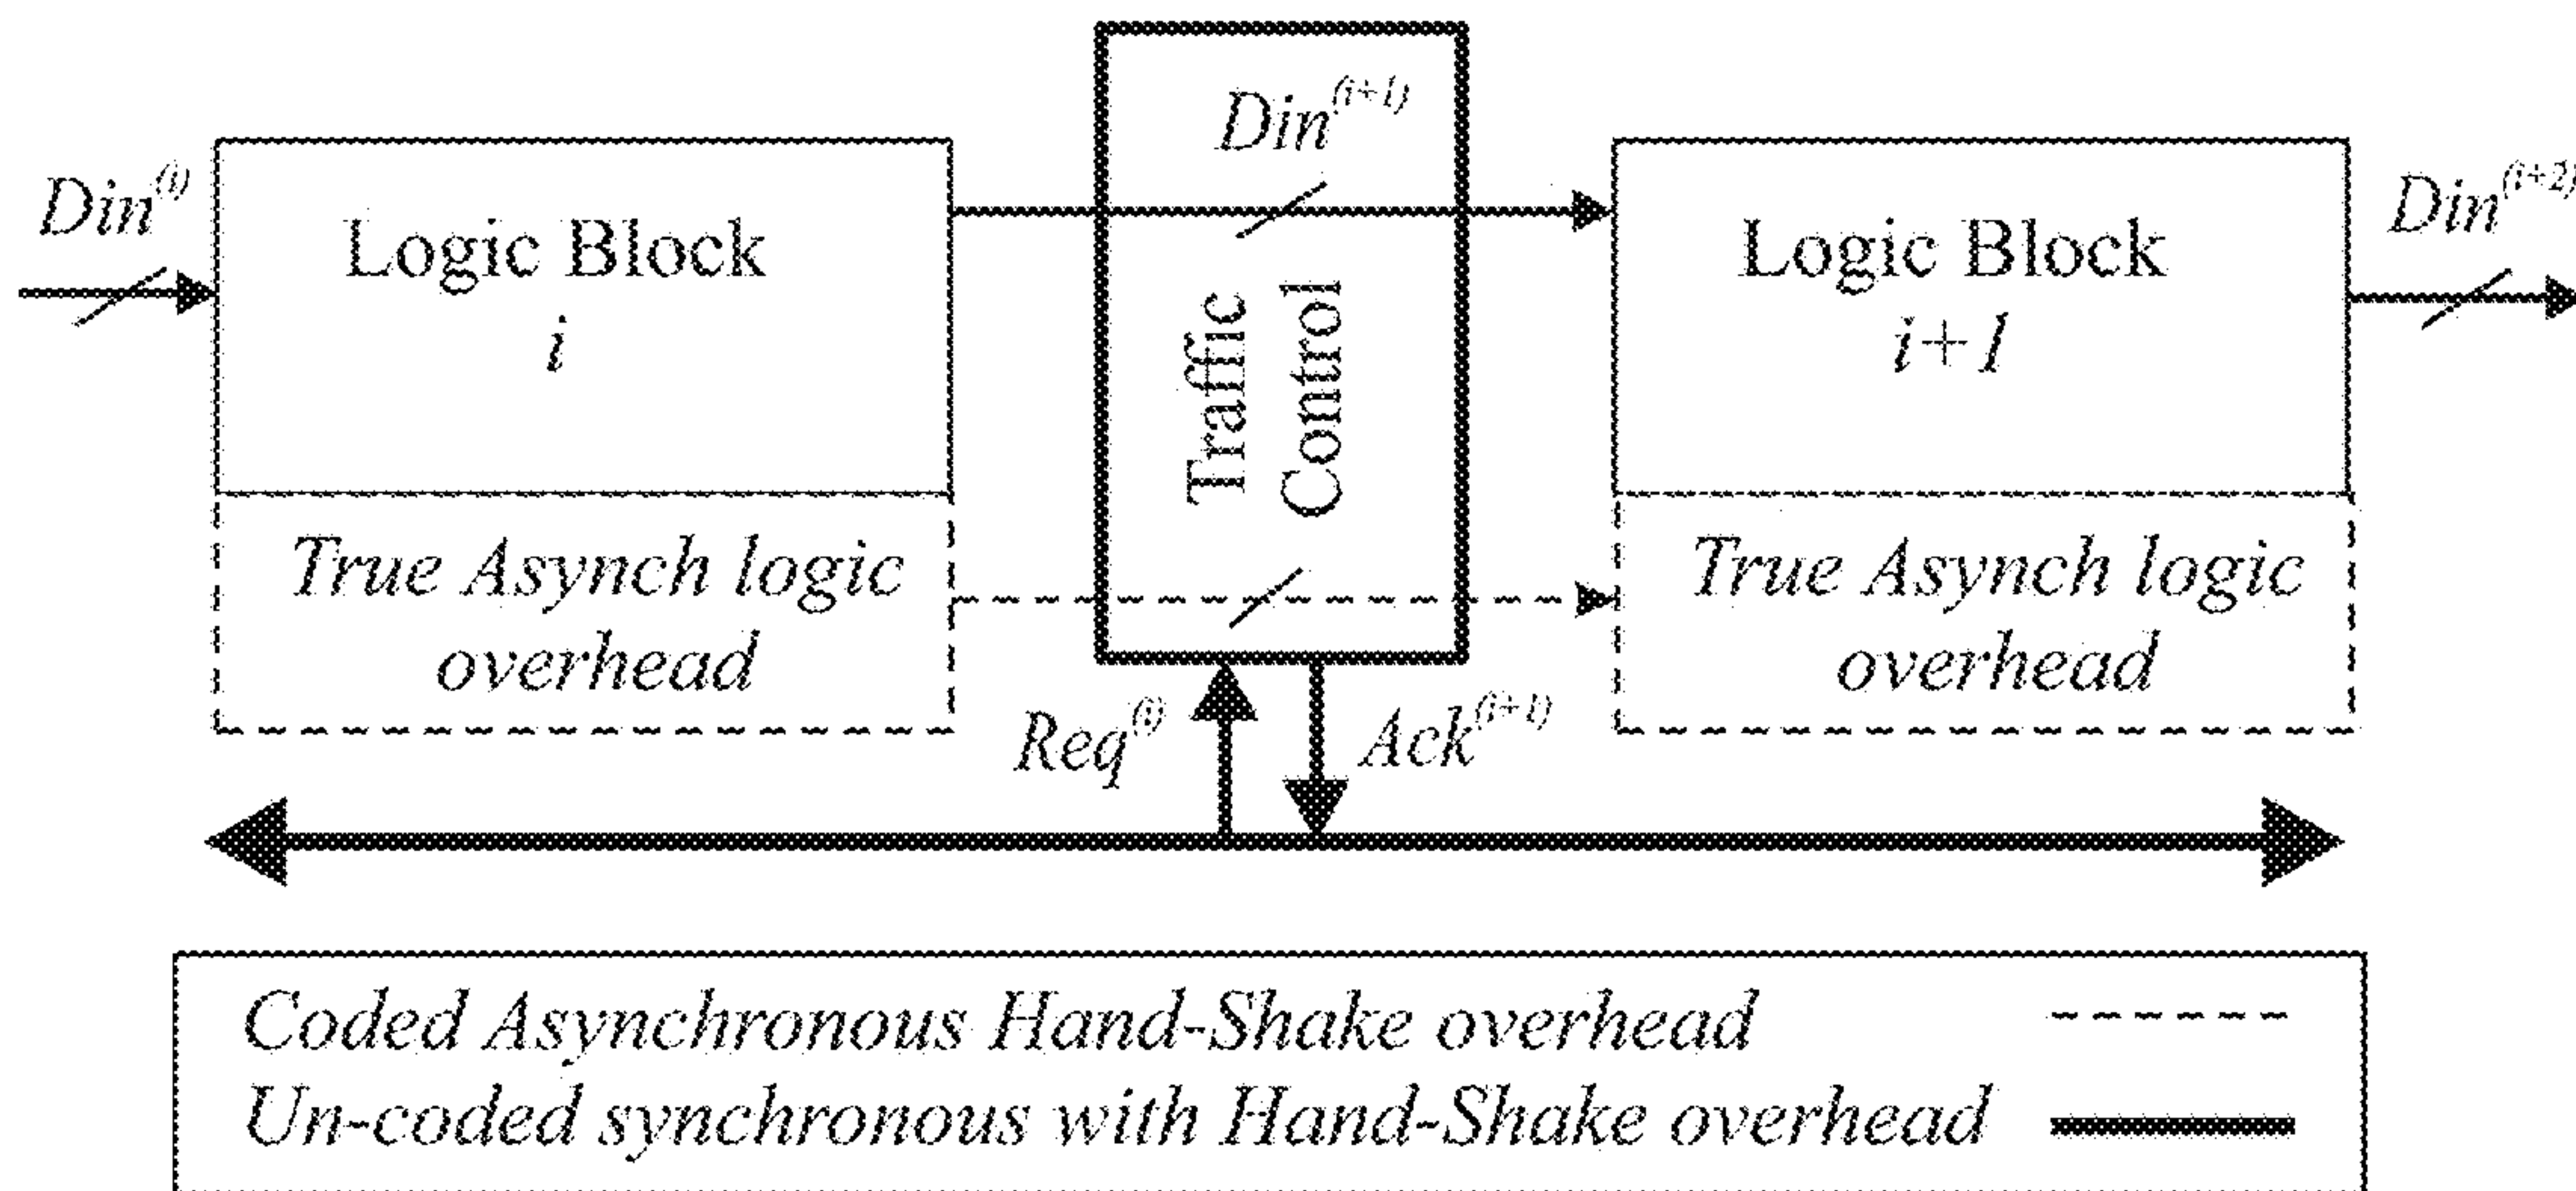 Din^(i)
Logic Block
i
Din^(i+1)
Traffic
Control
Logic Block
i+1
Din^(i+2)
True Asynch logic
overhead
True Asynch logic
overhead
Req^(i)
Ack^(i+1)
Coded Asynchronous Hand-Shake overhead
Un-coded synchronous with Hand-Shake overhead